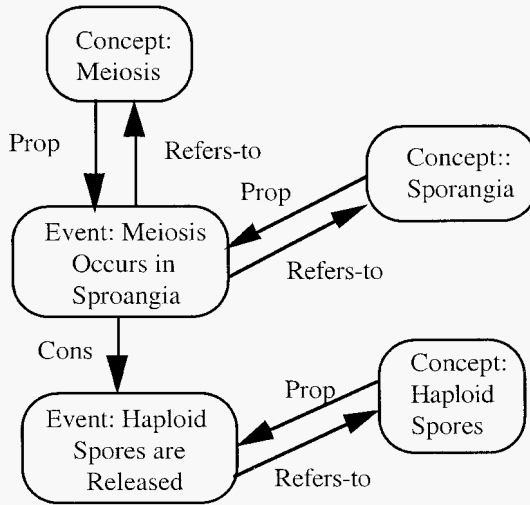 Concept:
Meiosis
Prop
Refers-to
Concept::
Sporangia
Prop
Event: Meiosis
Occurs in
Sproangia
Refers-to
Cons
Concept:
Haploid
Spores
Prop
Event: Haploid
Spores are
Released
Refers-to